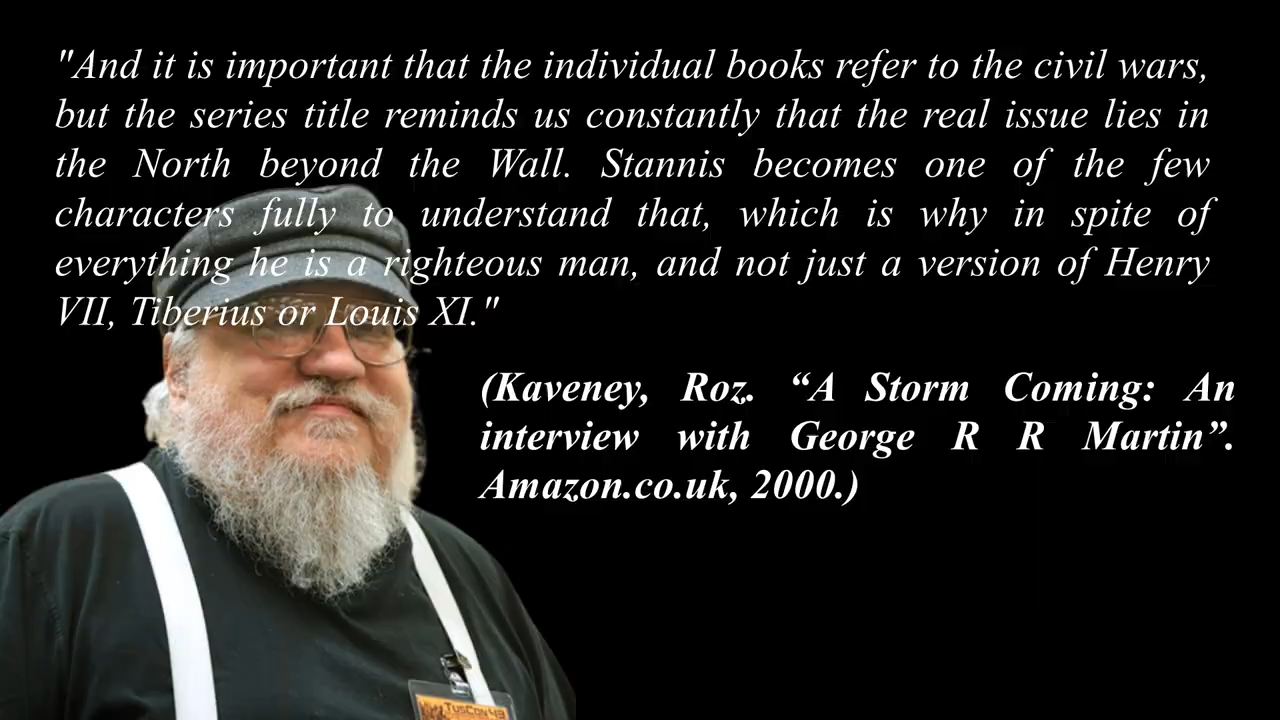 "And it is important that the individual books refer to the civil wars,
but the series title reminds us constantly that the real issue lies in
the North beyond the Wall. Stannis becomes one of the few
characters fully to understand that, which is why in spite of
everything he is a righteous man, and not just a version of Henry
VII, Tiberius or Louis XI."
(Kaveney, Roz. “A Storm Coming: An
interview with George R R Martin”.
Amazon.co.uk, 2000.)
TUSCON 43